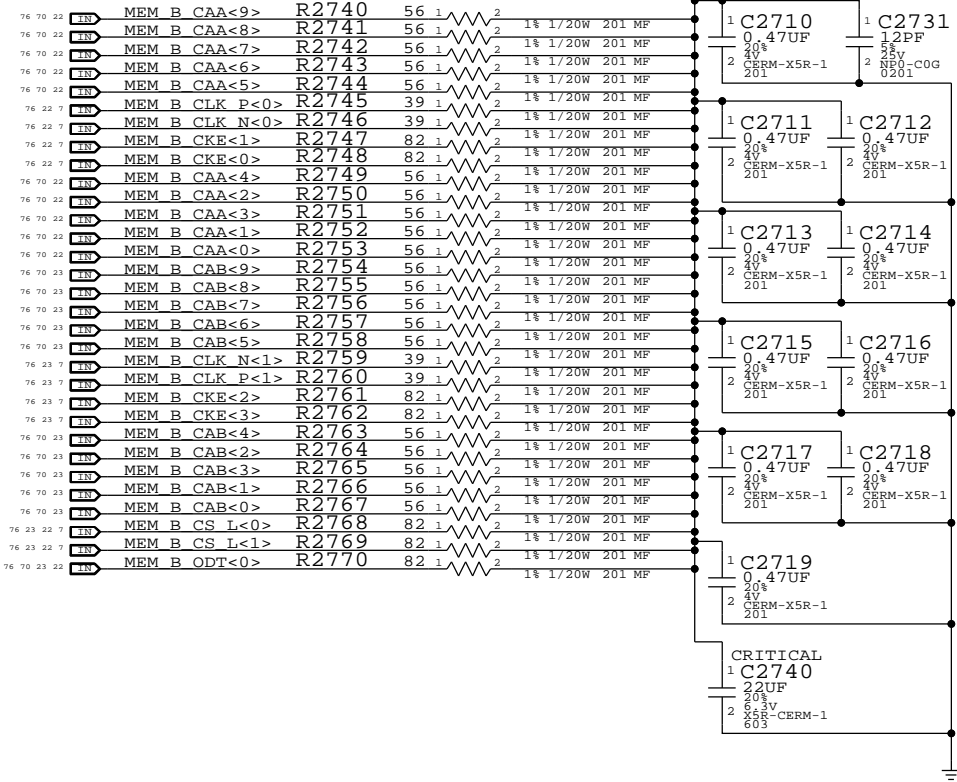 76 70 22 IN MEM_B_CAA<9> R2740 56 1 2 1% 1/20W 201 MF
76 70 22 IN MEM_B_CAA<8> R2741 56 1 2 1% 1/20W 201 MF
76 70 22 IN MEM_B_CAA<7> R2742 56 1 2 1% 1/20W 201 MF
76 70 22 IN MEM_B_CAA<6> R2743 56 1 2 1% 1/20W 201 MF
76 70 22 IN MEM_B_CAA<5> R2744 56 1 2 1% 1/20W 201 MF
76 22 7 IN MEM_B_CLK_P<0> R2745 39 1 2 1% 1/20W 201 MF
76 22 7 IN MEM_B_CLK_N<0> R2746 39 1 2 1% 1/20W 201 MF
76 22 7 IN MEM_B_CKE<1> R2747 82 1 2 1% 1/20W 201 MF
76 22 7 IN MEM_B_CKE<0> R2748 82 1 2 1% 1/20W 201 MF
76 70 22 IN MEM_B_CAA<4> R2749 56 1 2 1% 1/20W 201 MF
76 70 22 IN MEM_B_CAA<2> R2750 56 1 2 1% 1/20W 201 MF
76 70 22 IN MEM_B_CAA<3> R2751 56 1 2 1% 1/20W 201 MF
76 70 22 IN MEM_B_CAA<1> R2752 56 1 2 1% 1/20W 201 MF
76 70 22 IN MEM_B_CAA<0> R2753 56 1 2 1% 1/20W 201 MF
76 70 23 IN MEM_B_CAB<9> R2754 56 1 2 1% 1/20W 201 MF
76 70 23 IN MEM_B_CAB<8> R2755 56 1 2 1% 1/20W 201 MF
76 70 23 IN MEM_B_CAB<7> R2756 56 1 2 1% 1/20W 201 MF
76 70 23 IN MEM_B_CAB<6> R2757 56 1 2 1% 1/20W 201 MF
76 70 23 IN MEM_B_CAB<5> R2758 56 1 2 1% 1/20W 201 MF
76 23 7 IN MEM_B_CLK_N<1> R2759 39 1 2 1% 1/20W 201 MF
76 23 7 IN MEM_B_CLK_P<1> R2760 39 1 2 1% 1/20W 201 MF
76 23 7 IN MEM_B_CKE<2> R2761 82 1 2 1% 1/20W 201 MF
76 23 7 IN MEM_B_CKE<3> R2762 82 1 2 1% 1/20W 201 MF
76 70 23 IN MEM_B_CAB<4> R2763 56 1 2 1% 1/20W 201 MF
76 70 23 IN MEM_B_CAB<2> R2764 56 1 2 1% 1/20W 201 MF
76 70 23 IN MEM_B_CAB<3> R2765 56 1 2 1% 1/20W 201 MF
76 70 23 IN MEM_B_CAB<1> R2766 56 1 2 1% 1/20W 201 MF
76 70 23 IN MEM_B_CAB<0> R2767 56 1 2 1% 1/20W 201 MF
76 23 22 7 IN MEM_B_CS_L<0> R2768 82 1 2 1% 1/20W 201 MF
76 23 22 7 IN MEM_B_CS_L<1> R2769 82 1 2 1% 1/20W 201 MF
76 70 23 22 IN MEM_B_ODT<0> R2770 82 1 2 1% 1/20W 201 MF
1 C2710
0.47UF
20%
4V
2 CERM-X5R-1
201
1 C2731
12PF
5%
25V
2 NP0-C0G
0201
1 C2711
0.47UF
20%
4V
2 CERM-X5R-1
201
1 C2712
0.47UF
20%
4V
2 CERM-X5R-1
201
1 C2713
0.47UF
20%
4V
2 CERM-X5R-1
201
1 C2714
0.47UF
20%
4V
2 CERM-X5R-1
201
1 C2715
0.47UF
20%
4V
2 CERM-X5R-1
201
1 C2716
0.47UF
20%
4V
2 CERM-X5R-1
201
1 C2717
0.47UF
20%
4V
2 CERM-X5R-1
201
1 C2718
0.47UF
20%
4V
2 CERM-X5R-1
201
1 C2719
0.47UF
20%
4V
2 CERM-X5R-1
201
CRITICAL
1 C2740
22UF
20%
6.3V
2 X5R-CERM-1
603